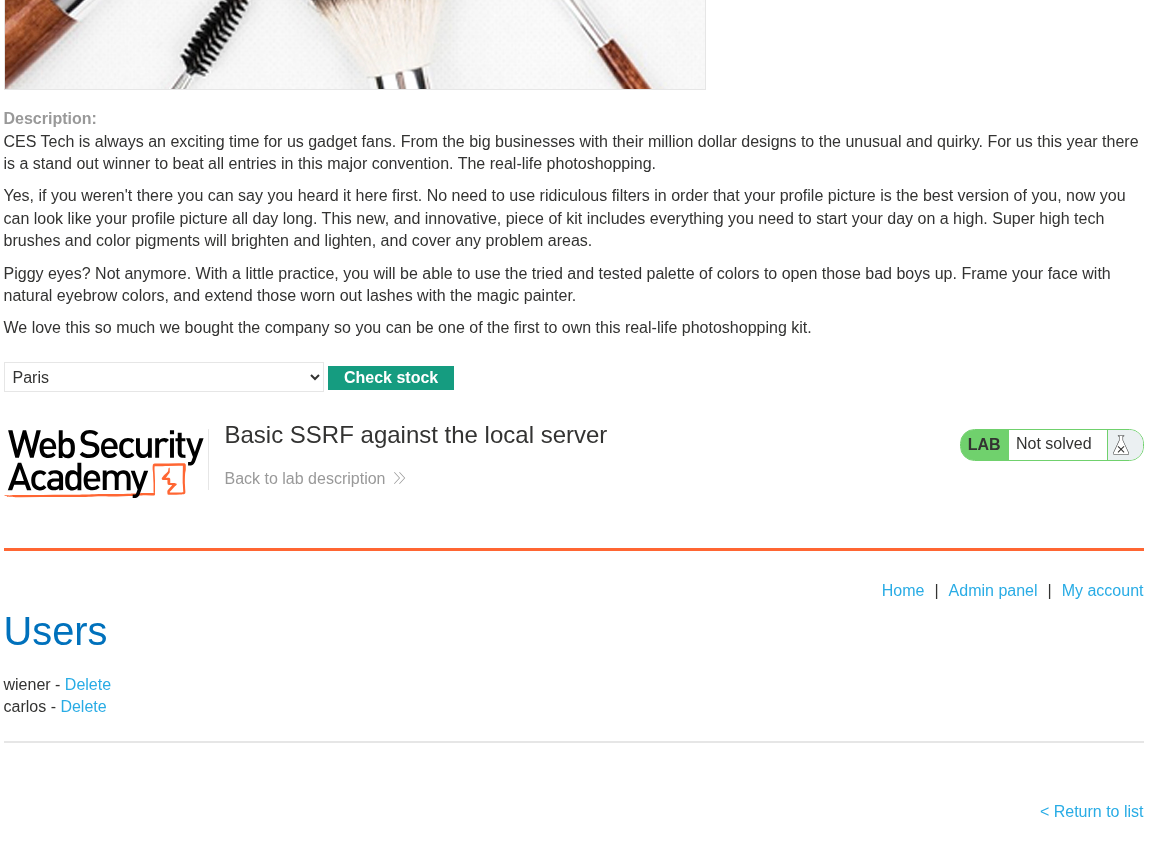 Description:
CES Tech is always an exciting time for us gadget fans. From the big businesses with their million dollar designs to the unusual and quirky. For us this year there
is a stand out winner to beat all entries in this major convention. The real-life photoshopping.
Yes, if you weren't there you can say you heard it here first. No need to use ridiculous filters in order that your profile picture is the best version of you, now you
can look like your profile picture all day long. This new, and innovative, piece of kit includes everything you need to start your day on a high. Super high tech
brushes and color pigments will brighten and lighten, and cover any problem areas.
Piggy eyes? Not anymore. With a little practice, you will be able to use the tried and tested palette of colors to open those bad boys up. Frame your face with
natural eyebrow colors, and extend those worn out lashes with the magic painter.
We love this so much we bought the company so you can be one of the first to own this real-life photoshopping kit.
Paris Check stock
Web Security
Academy
Basic SSRF against the local server
Back to lab description
LAB Not solved
Home | Admin panel | My account
Users
wiener - Delete
carlos - Delete
< Return to list